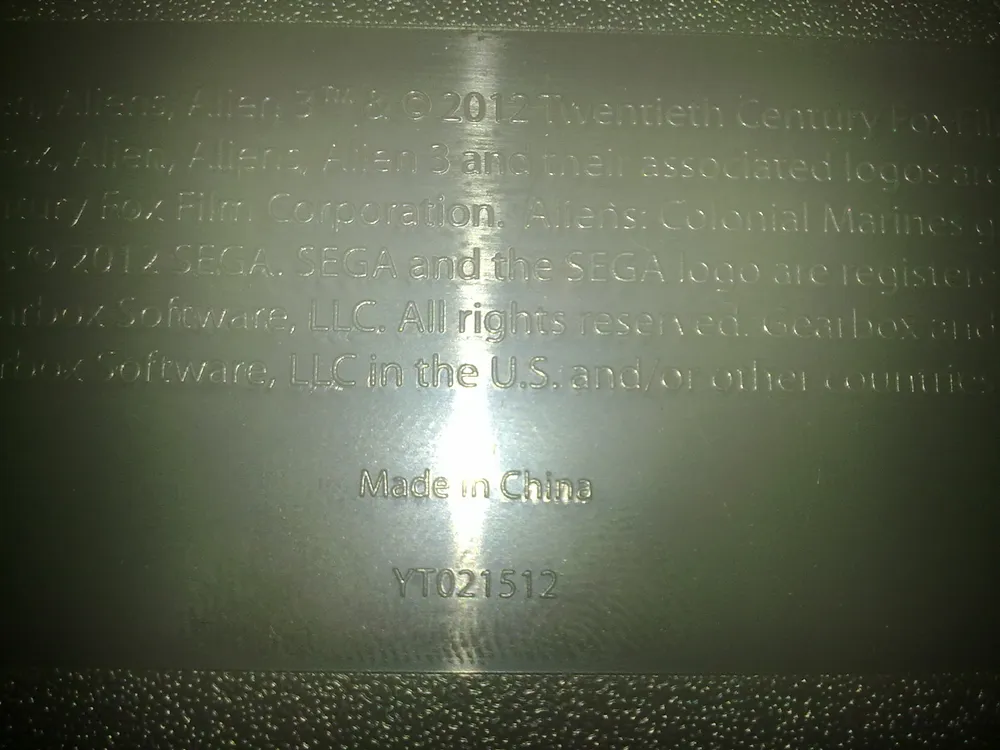 Aliens, Alien 3™ & © 2012 Twentieth Century Fox
Alien, Aliens, Alien 3 and their associated logos
Fox Film Corporation. Aliens: Colonial Marines
© 2012 SEGA. SEGA and the SEGA logo are
Software, LLC. All rights reserved. Gearbox and
Software, LLC in the U.S. and/or other
Made in China
YT021512